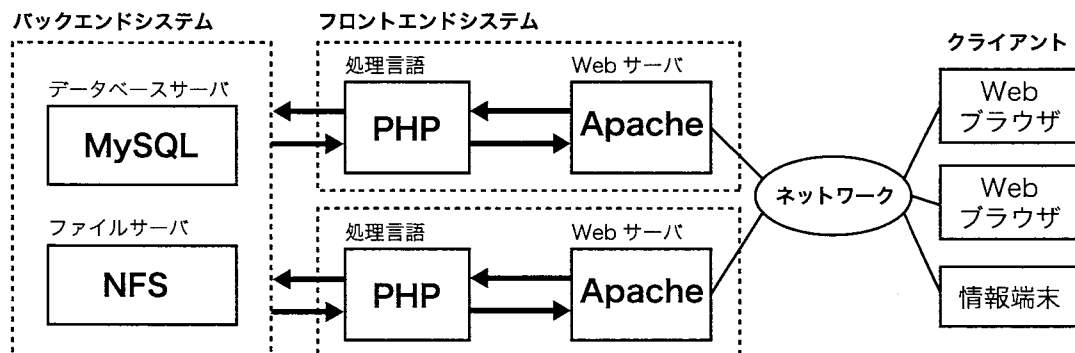 バックエンドシステム
データベースサーバ
MySQL
ファイルサーバ
NFS
フロントエンドシステム
処理言語
PHP
Web サーバ
Apache
処理言語
PHP
Web サーバ
Apache
ネットワーク
クライアント
Web
ブラウザ
Web
ブラウザ
情報端末